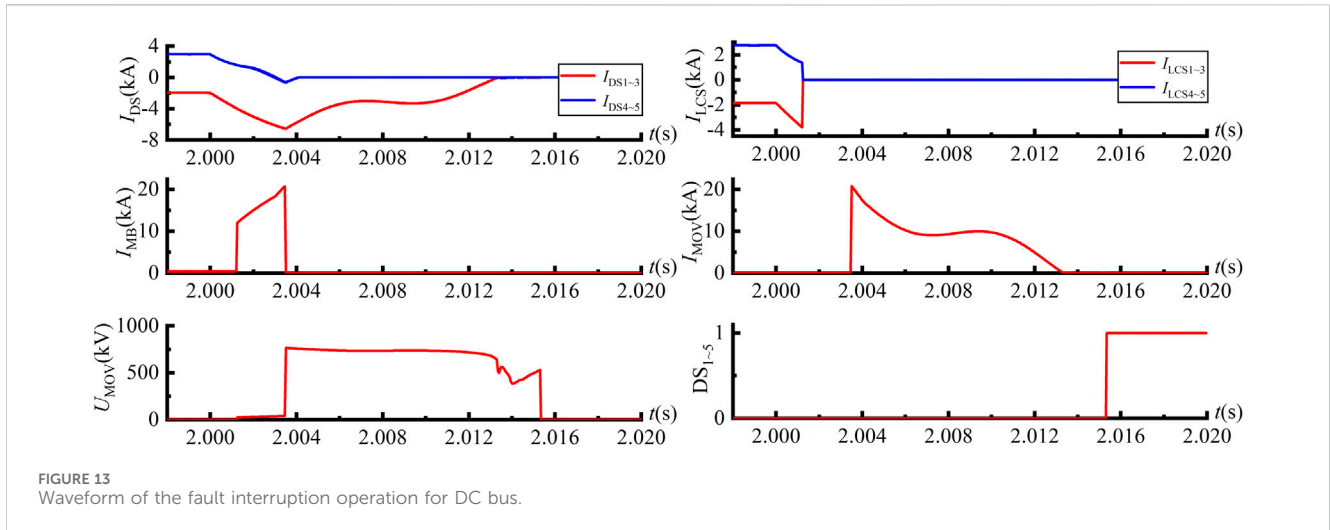 4
0
-4
-8
I_DS(kA)
I_DS1~3
I_DS4~5
t(s)
2.000 2.004 2.008 2.012 2.016 2.020
2
0
-2
-4
I_LCS(kA)
I_LCS1~3
I_LCS4~5
t(s)
2.000 2.004 2.008 2.012 2.016 2.020
20
10
0
I_MB(kA)
t(s)
2.000 2.004 2.008 2.012 2.016 2.020
20
10
0
I_MOV(kA)
t(s)
2.000 2.004 2.008 2.012 2.016 2.020
1000
500
0
U_MOV(kV)
t(s)
2.000 2.004 2.008 2.012 2.016 2.020
1
0
DS_1~5
t(s)
2.000 2.004 2.008 2.012 2.016 2.020
FIGURE 13
Waveform of the fault interruption operation for DC bus.